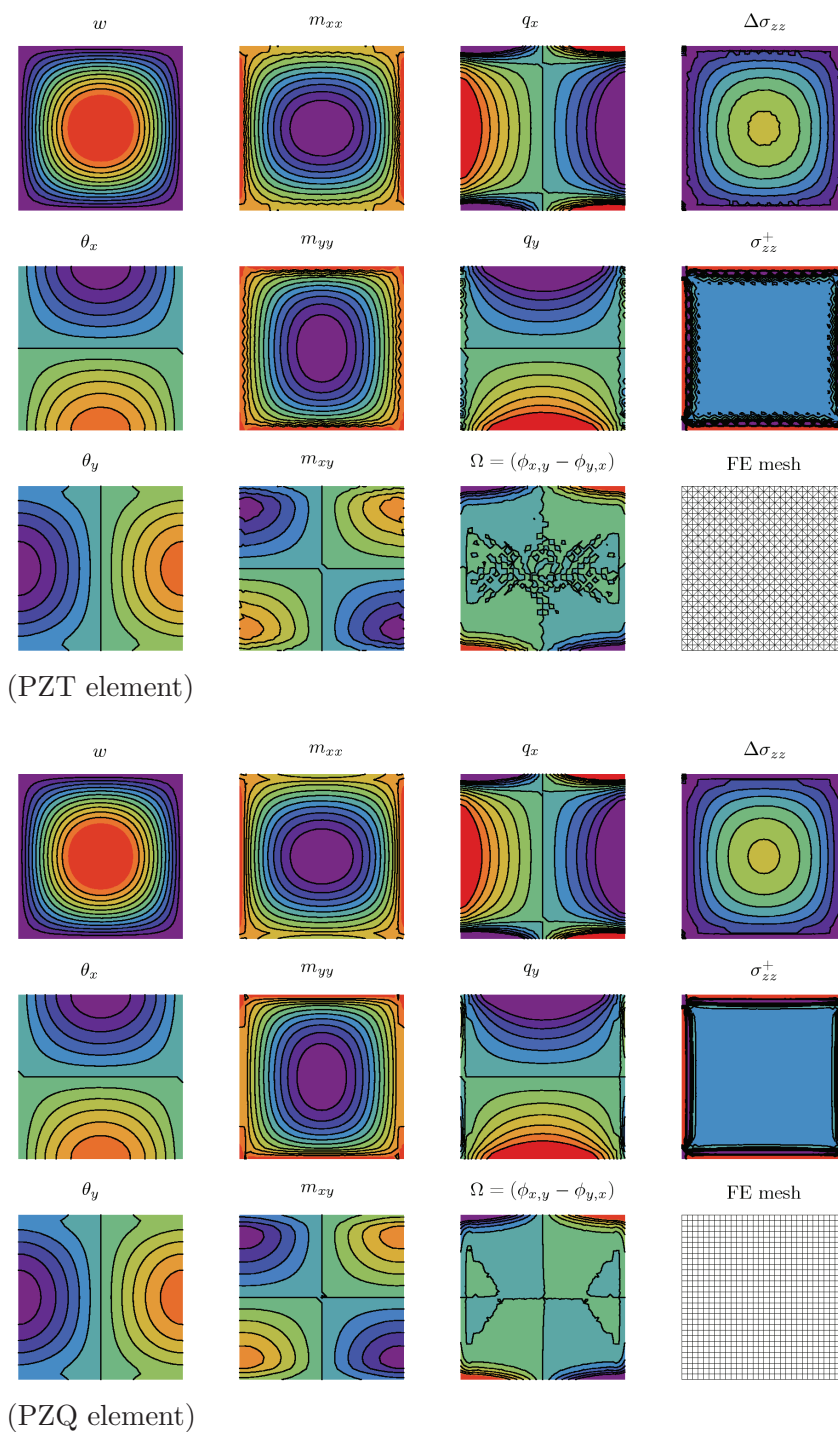 w m_{xx} q_x Δσ_{zz}
θ_x m_{yy} q_y σ_{zz}^+
θ_y m_{xy} Ω = (ϕ_{x,y} − ϕ_{y,x}) FE mesh
(PZT element)
w m_{xx} q_x Δσ_{zz}
θ_x m_{yy} q_y σ_{zz}^+
θ_y m_{xy} Ω = (ϕ_{x,y} − ϕ_{y,x}) FE mesh
(PZQ element)